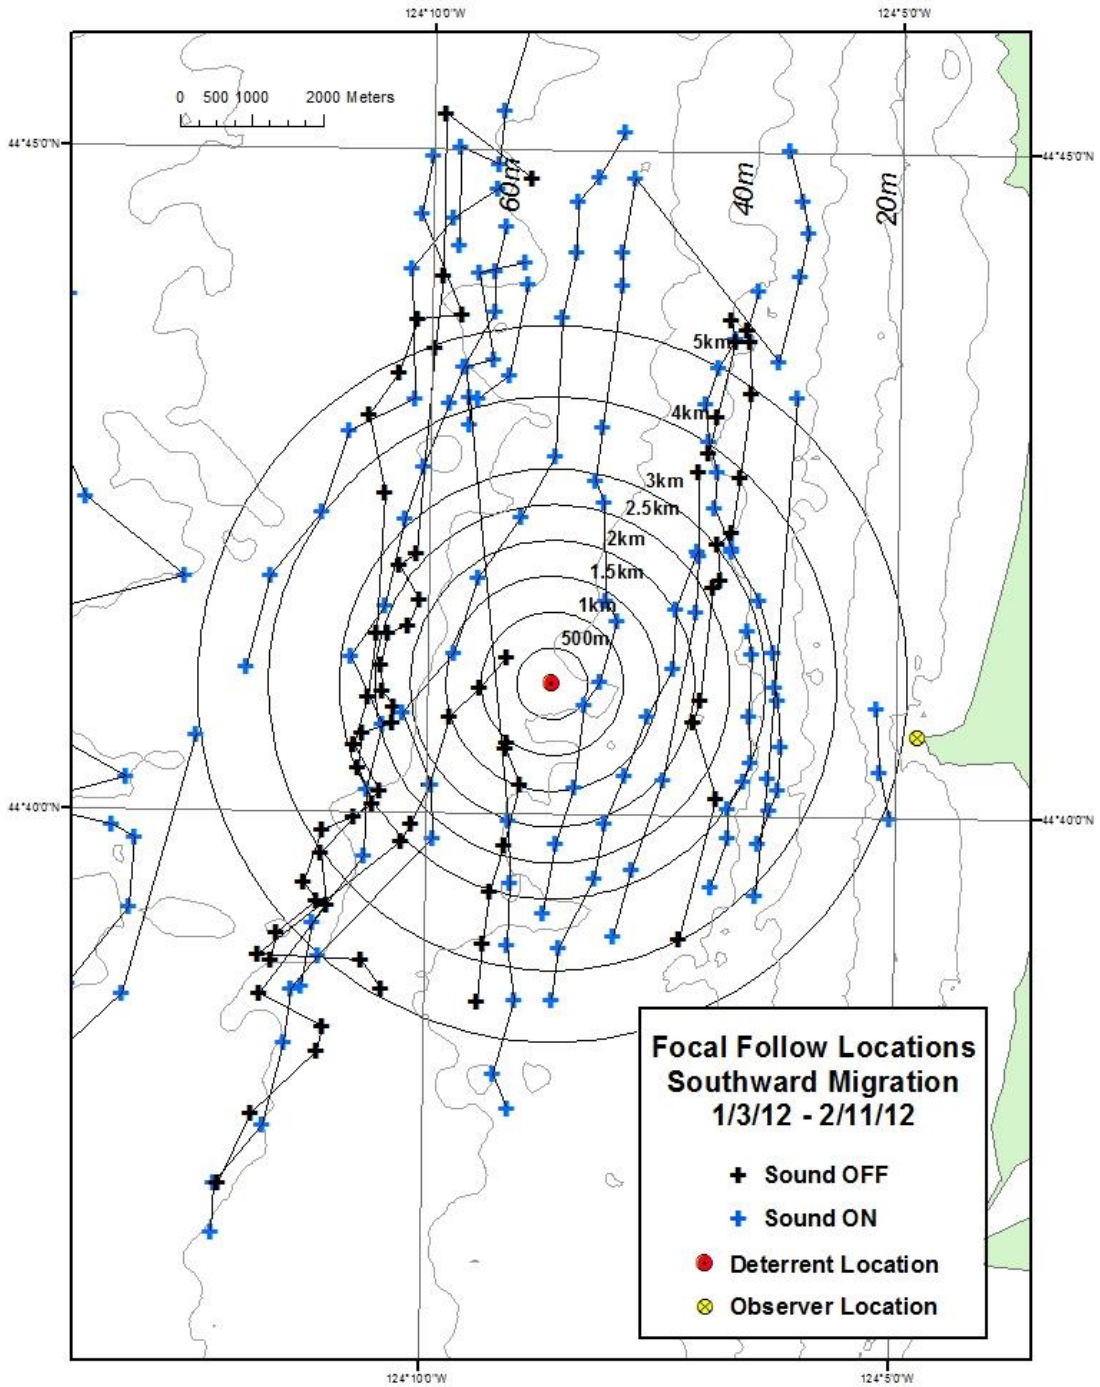 124°10'0"W 124°5'0"W
0 500 1000 2000 Meters
44°45'0"N 44°45'0"N
60m 40m 20m
5km
4km
3km
2.5km
2km
1.5km
1km
500m
44°40'0"N 44°40'0"N
Focal Follow Locations
Southward Migration
1/3/12 - 2/11/12
Sound OFF
Sound ON
Deterrent Location
Observer Location
124°10'0"W 124°5'0"W